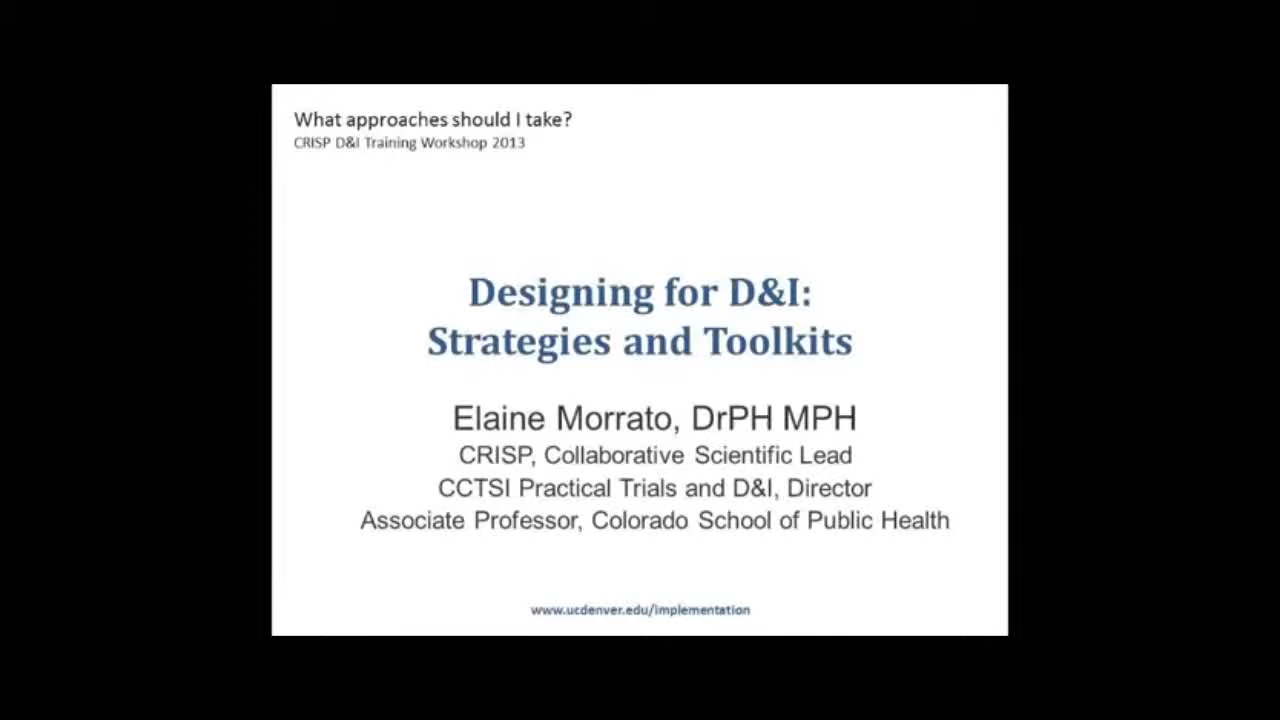 What approaches should I take?
CRISP D&I Training Workshop 2013
Designing for D&I:
Strategies and Toolkits
Elaine Morrato, DrPH MPH
CRISP, Collaborative Scientific Lead
CCTSI Practical Trials and D&I, Director
Associate Professor, Colorado School of Public Health
www.ucdenver.edu/implementation